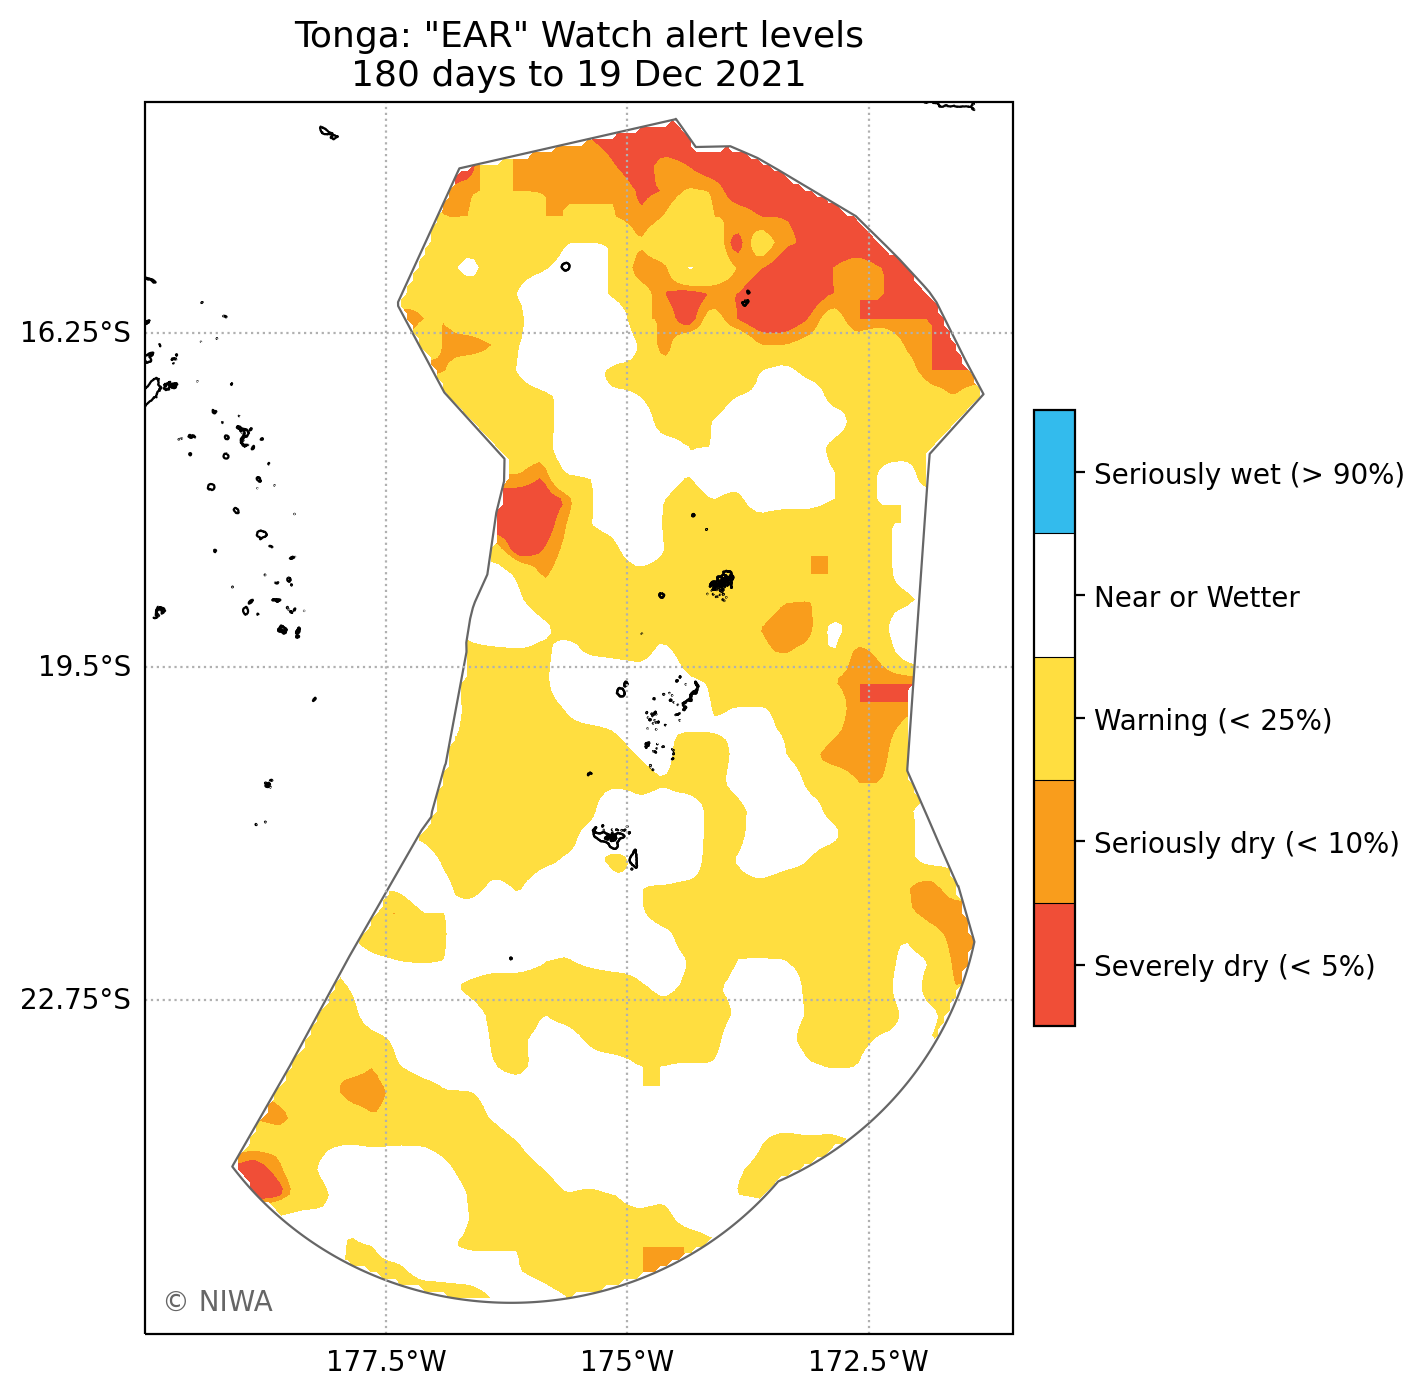 Tonga: "EAR" Watch alert levels
180 days to 19 Dec 2021
16.25°S
19.5°S
22.75°S
177.5°W
175°W
172.5°W
Seriously wet (> 90%)
Near or Wetter
Warning (< 25%)
Seriously dry (< 10%)
Severely dry (< 5%)
© NIWA